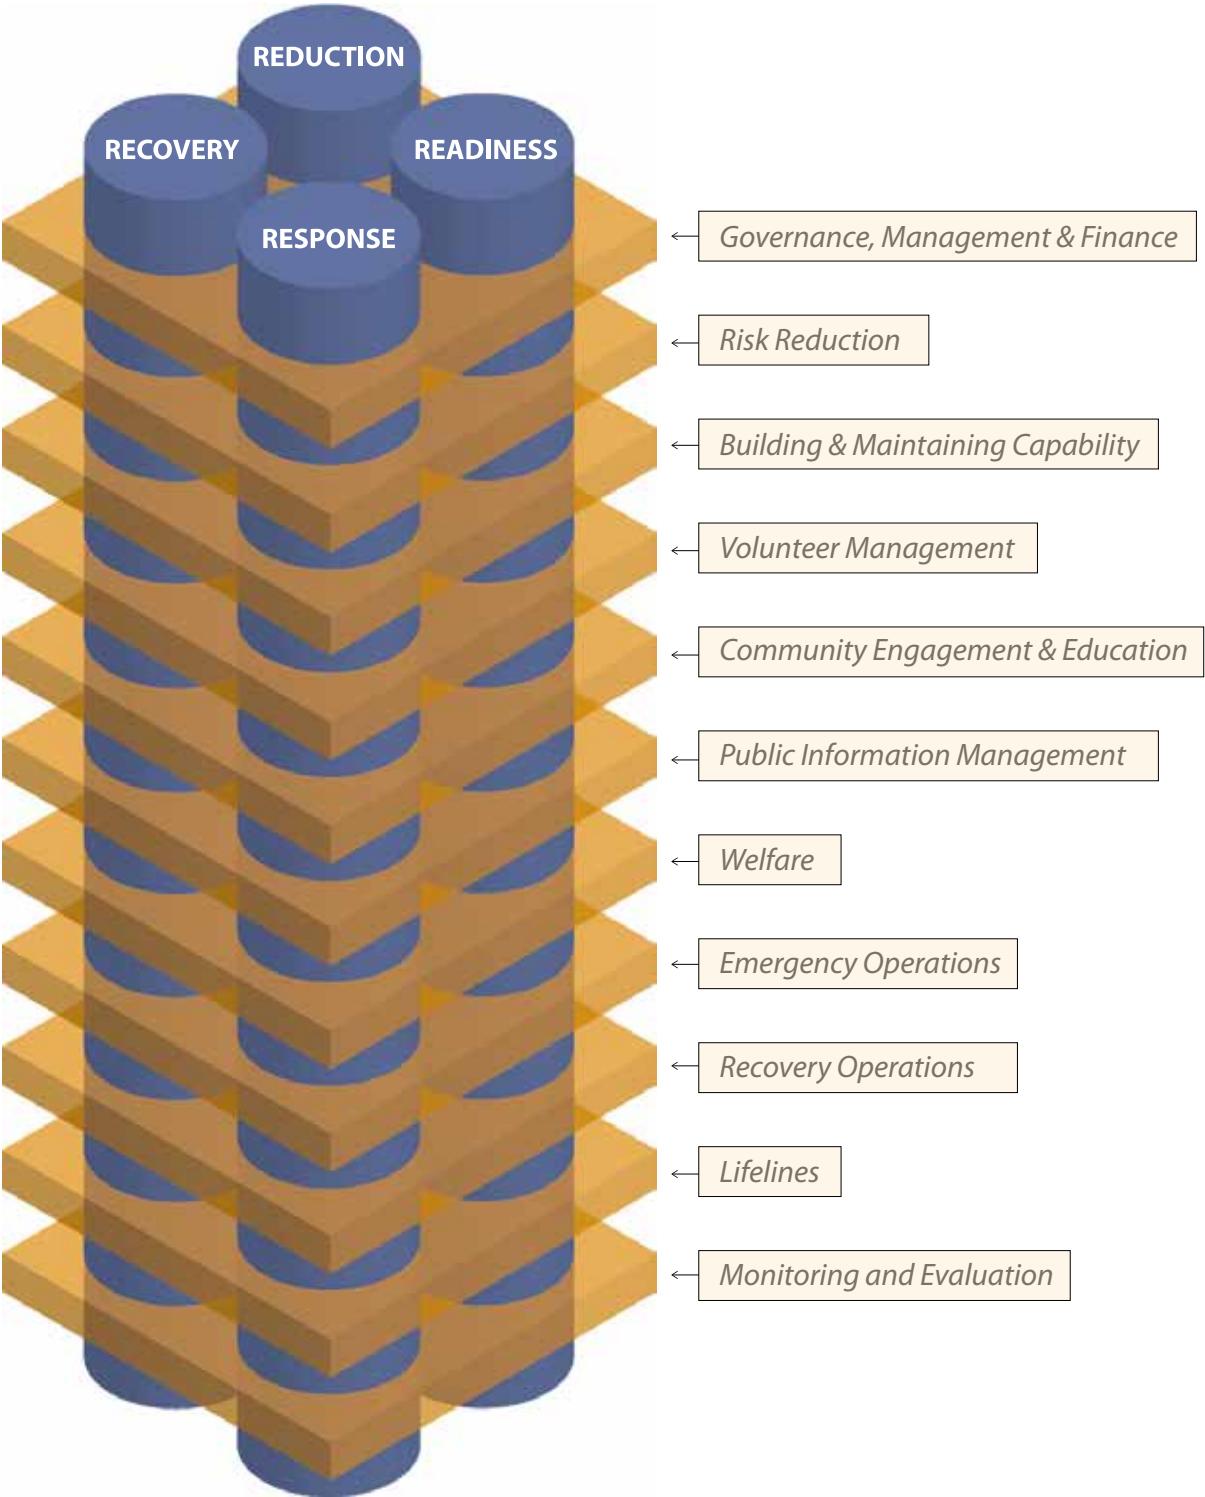 REDUCTION
RECOVERY
READINESS
RESPONSE
Governance, Management & Finance
Risk Reduction
Building & Maintaining Capability
Volunteer Management
Community Engagement & Education
Public Information Management
Welfare
Emergency Operations
Recovery Operations
Lifelines
Monitoring and Evaluation